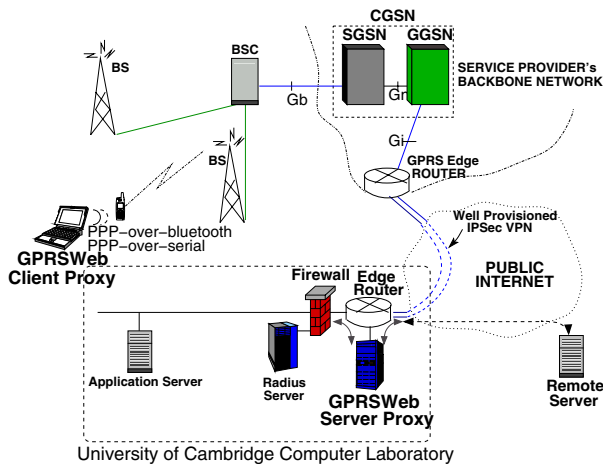 CGSN
SGSN
GGSN
BSC
N
N
BS
SERVICE PROVIDER's
BACKBONE NETWORK
Gb
Gn
Gi
N
N
BS
GPRS Edge
ROUTER
PPP-over-bluetooth
PPP-over-serial
GPRSWeb
Client Proxy
Well Provisioned
IPSec VPN
PUBLIC
INTERNET
Firewall
Edge
Router
Application Server
Radius
Server
GPRSWeb
Server Proxy
Remote
Server
University of Cambridge Computer Laboratory